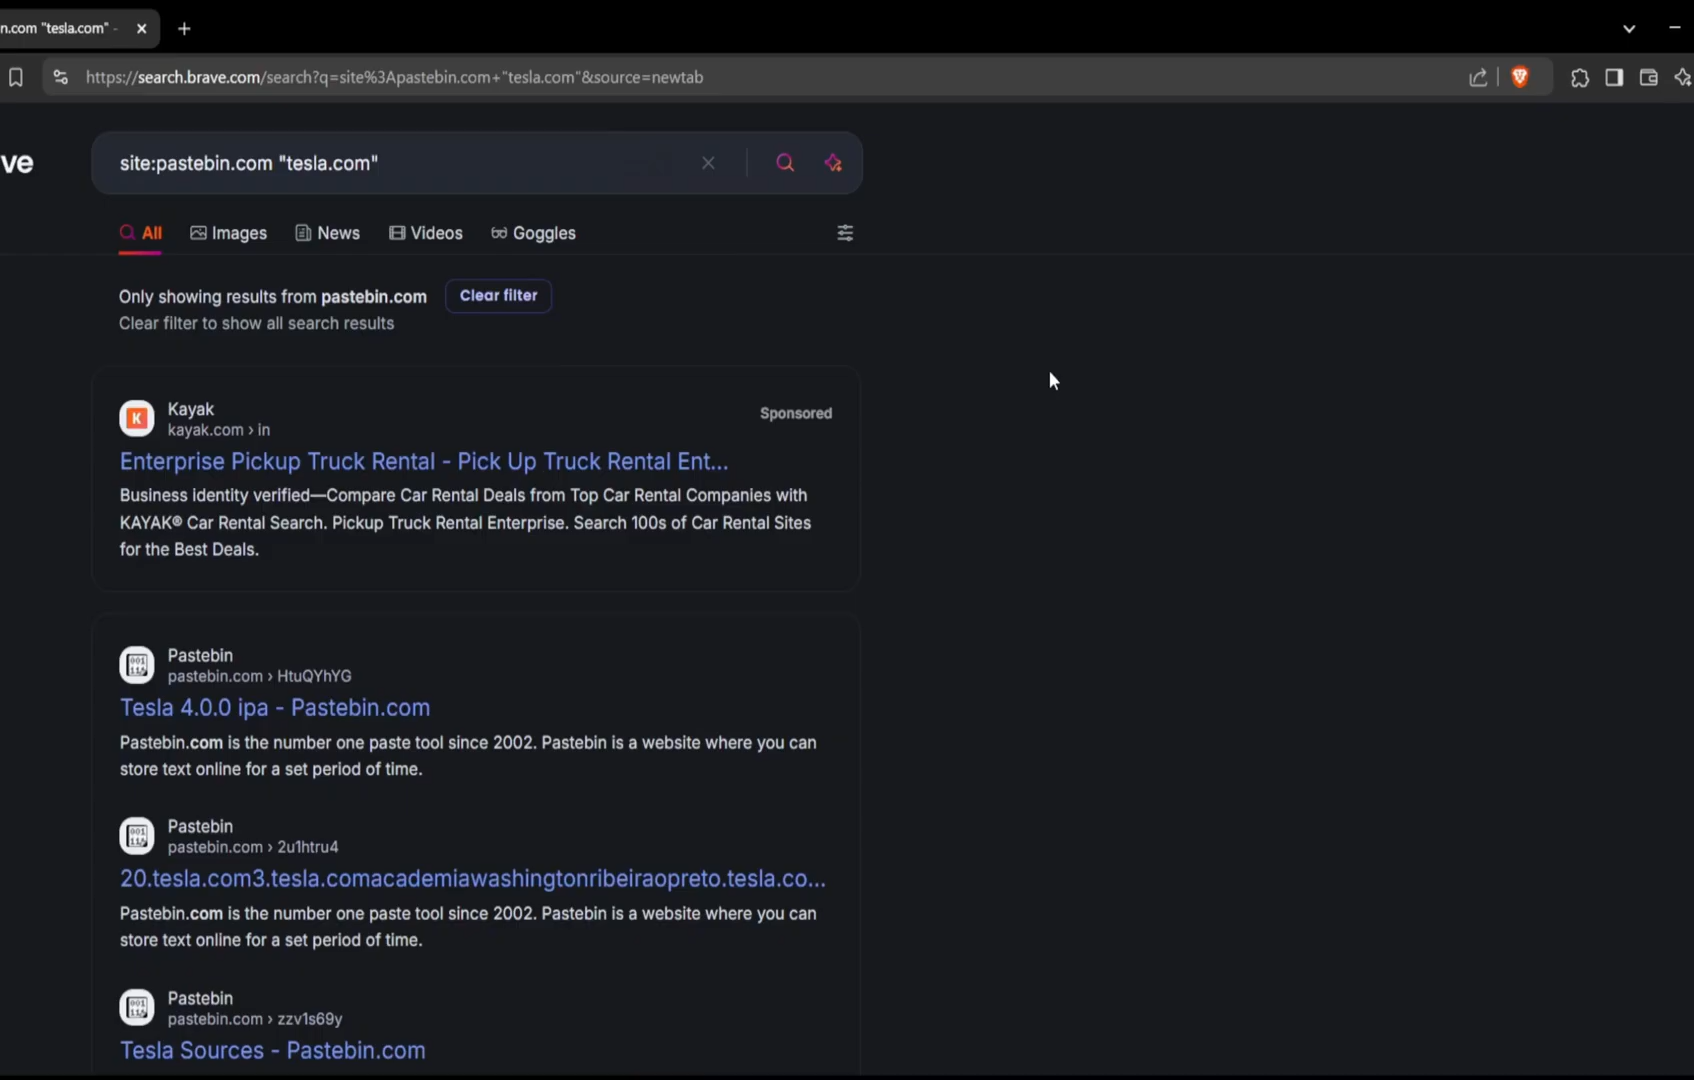 n.com "tesla.com" -
https://search.brave.com/search?q=site%3Apastebin.com+"tesla.com"&source=newtab
ve
site:pastebin.com "tesla.com"
All Images News Videos Goggles
Only showing results from pastebin.com Clear filter
Clear filter to show all search results
Kayak
Sponsored
kayak.com › in
Enterprise Pickup Truck Rental - Pick Up Truck Rental Ent...
Business identity verified—Compare Car Rental Deals from Top Car Rental Companies with
KAYAK® Car Rental Search. Pickup Truck Rental Enterprise. Search 100s of Car Rental Sites
for the Best Deals.
Pastebin
pastebin.com › HtuQYhYG
Tesla 4.0.0 ipa - Pastebin.com
Pastebin.com is the number one paste tool since 2002. Pastebin is a website where you can
store text online for a set period of time.
Pastebin
pastebin.com › 2u1htru4
20.tesla.com3.tesla.comacademiawashingtonribeiraopreto.tesla.co...
Pastebin.com is the number one paste tool since 2002. Pastebin is a website where you can
store text online for a set period of time.
Pastebin
pastebin.com › zzv1s69y
Tesla Sources - Pastebin.com